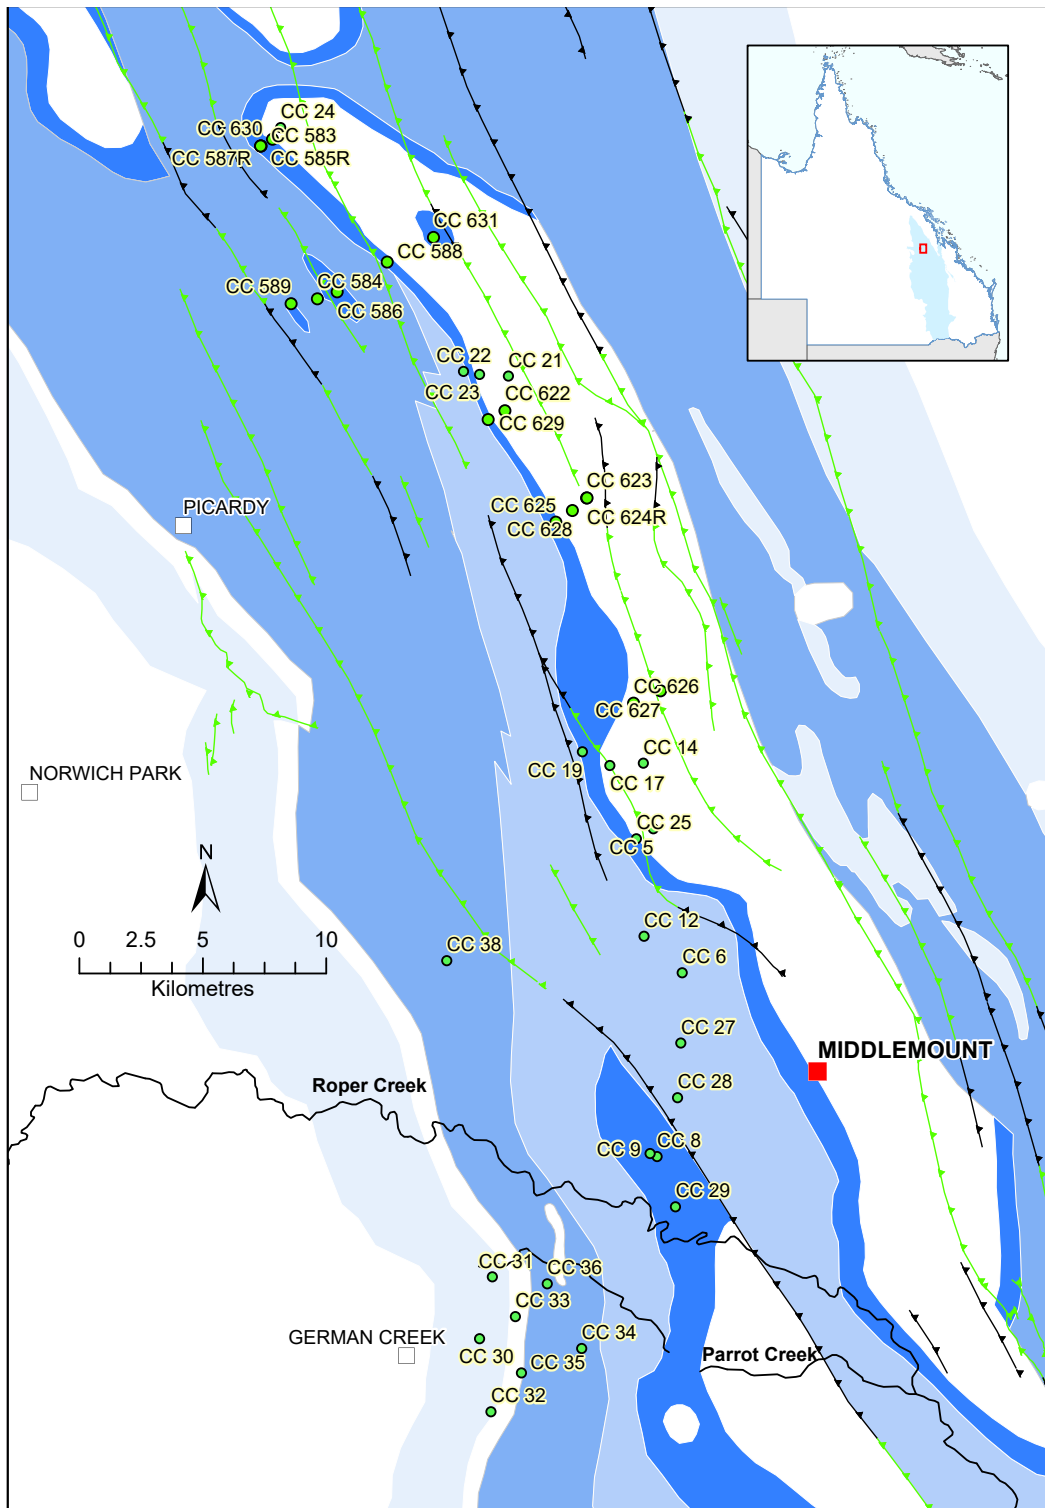 CC 24
CC 630
CC 583
CC 587R
CC 585R
CC 631
CC 588
CC 589
CC 584
CC 586
CC 22
CC 21
CC 23
CC 622
CC 629
CC 623
CC 625
CC 624R
CC 628
PICARDY
CC 626
CC 627
CC 14
CC 19
CC 17
NORWICH PARK
CC 25
CC 5
N
0 2.5 5 10
Kilometres
CC 12
CC 38
CC 6
CC 27
MIDDLEMOUNT
Roper Creek
CC 28
CC 8
CC 9
CC 29
CC 31
CC 36
CC 33
GERMAN CREEK
CC 34
CC 30
CC 35
Parrot Creek
CC 32